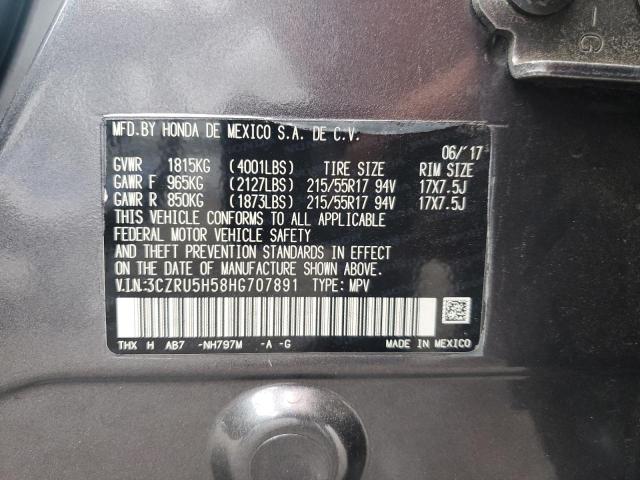 -G
MFD.BY HONDA DE MEXICO S.A. DE C.V.
06/'17
GVWR 1815KG (4001LBS) TIRE SIZE RIM SIZE
GAWR F 965KG (2127LBS) 215/55R17 94V 17X7.5J
GAWR R 850KG (1873LBS) 215/55R17 94V 17X7.5J
THIS VEHICLE CONFORMS TO ALL APPLICABLE
FEDERAL MOTOR VEHICLE SAFETY
AND THEFT PREVENTION STANDARDS IN EFFECT
ON THE DATE OF MANUFACTURE SHOWN ABOVE.
V.I.N.:3CZRU5H58HG707891 TYPE: MPV
THX H AB7 -NH797M -A -G MADE IN MEXICO